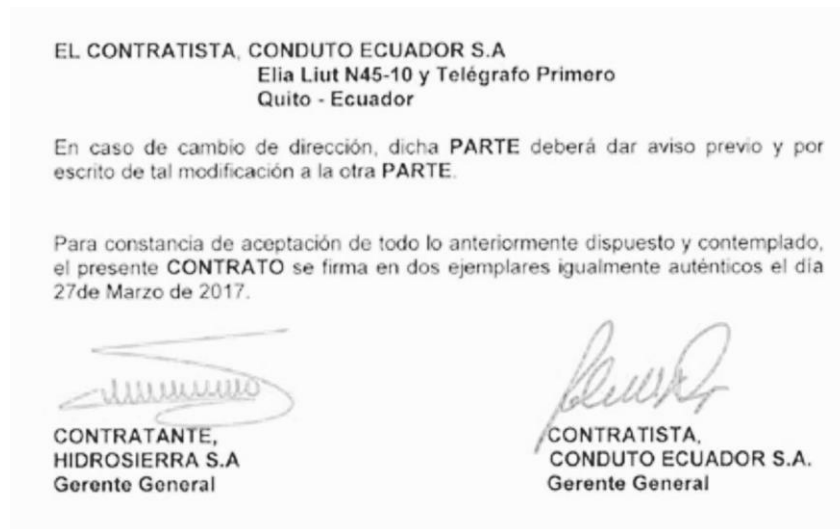 EL CONTRATISTA, CONDUTO ECUADOR S.A
Elia Liut N45-10 y Telégrafo Primero
Quito - Ecuador
En caso de cambio de dirección, dicha PARTE deberá dar aviso previo y por
escrito de tal modificación a la otra PARTE.
Para constancia de aceptación de todo lo anteriormente dispuesto y contemplado,
el presente CONTRATO se firma en dos ejemplares igualmente auténticos el día
27de Marzo de 2017.
CONTRATANTE,
HIDROSIERRA S.A
Gerente General
CONTRATISTA,
CONDUTO ECUADOR S.A.
Gerente General